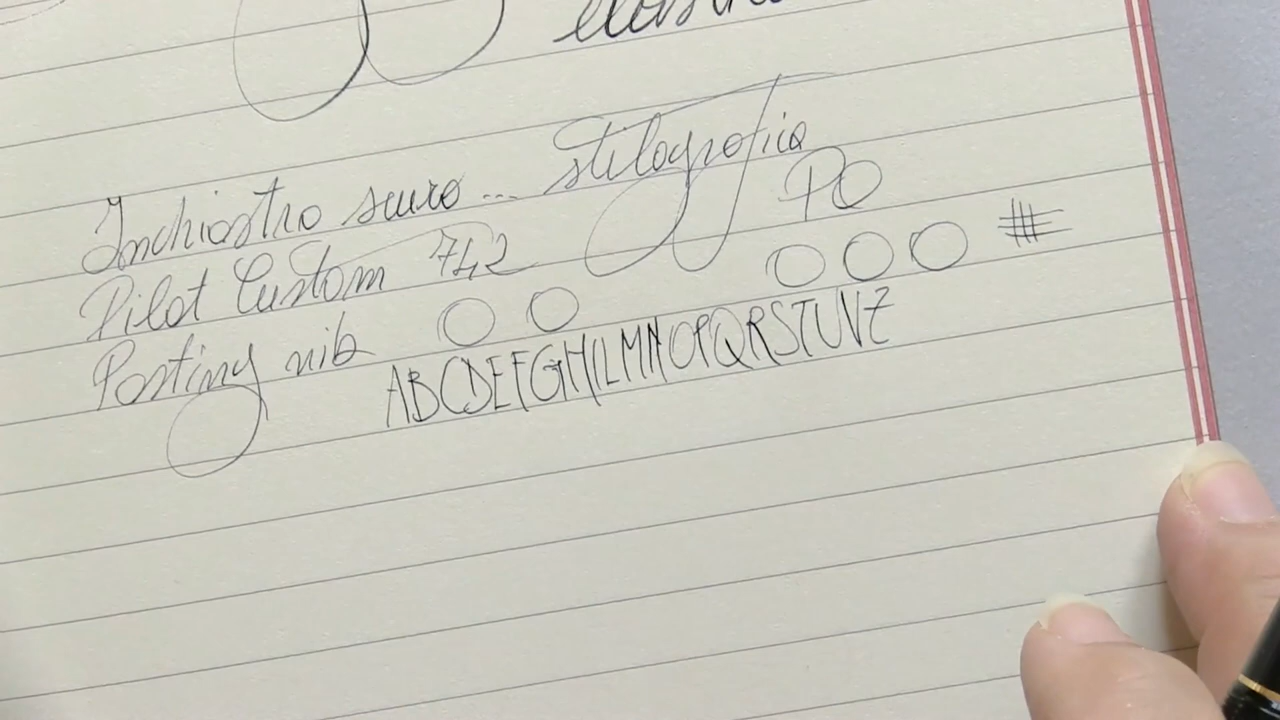 Inchiostro scuro... stilografica
PO
Pilot Custom 742
Posting nib
ABCDEFGHILMNOPQRSTUVZ